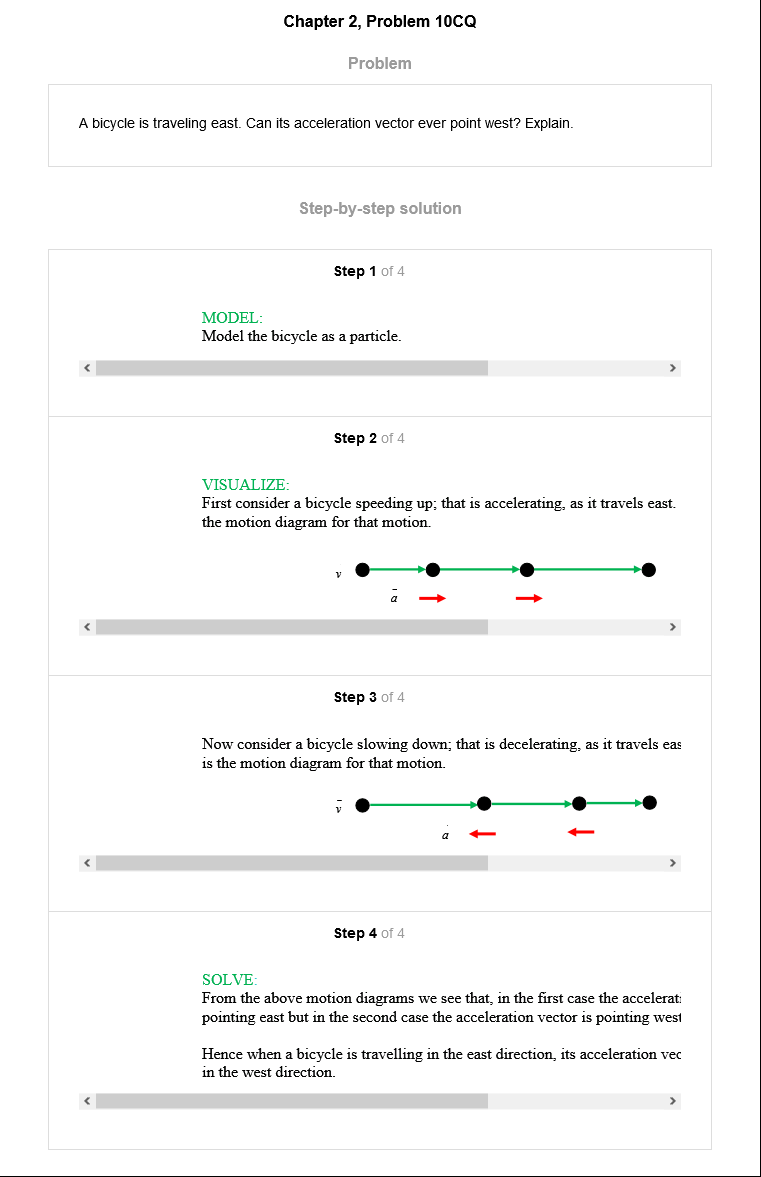 Chapter 2, Problem 10CQ
Problem
A bicycle is traveling east. Can its acceleration vector ever point west? Explain.
Step-by-step solution
Step 1 of 4
MODEL:
Model the bicycle as a particle.
Step 2 of 4
VISUALIZE:
First consider a bicycle speeding up; that is accelerating, as it travels east.
the motion diagram for that motion.
v
a
Step 3 of 4
Now consider a bicycle slowing down; that is decelerating, as it travels eas
is the motion diagram for that motion.
v
a
Step 4 of 4
SOLVE:
From the above motion diagrams we see that, in the first case the accelerat
pointing east but in the second case the acceleration vector is pointing west
Hence when a bicycle is travelling in the east direction, its acceleration vec
in the west direction.